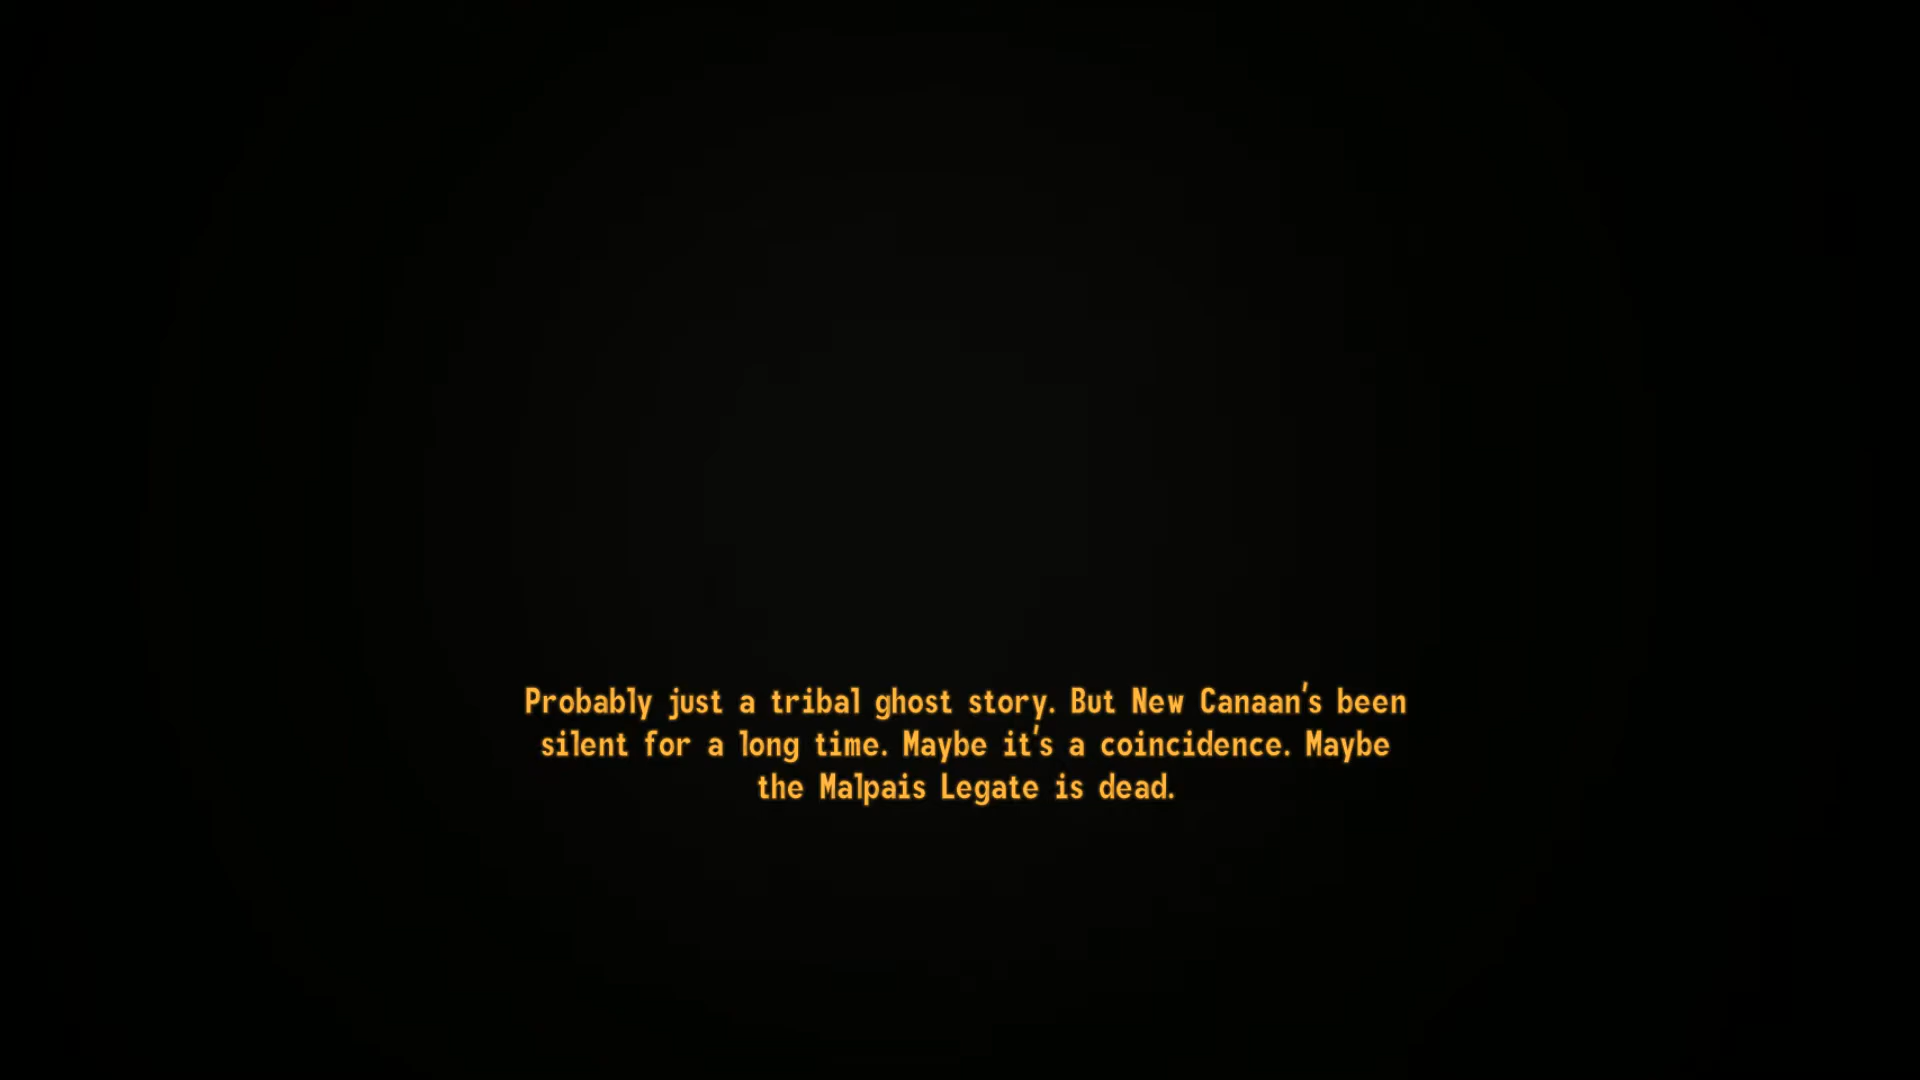 Probably just a tribal ghost story. But New Canaan's been
silent for a long time. Maybe it's a coincidence. Maybe
the Malpais Legate is dead.